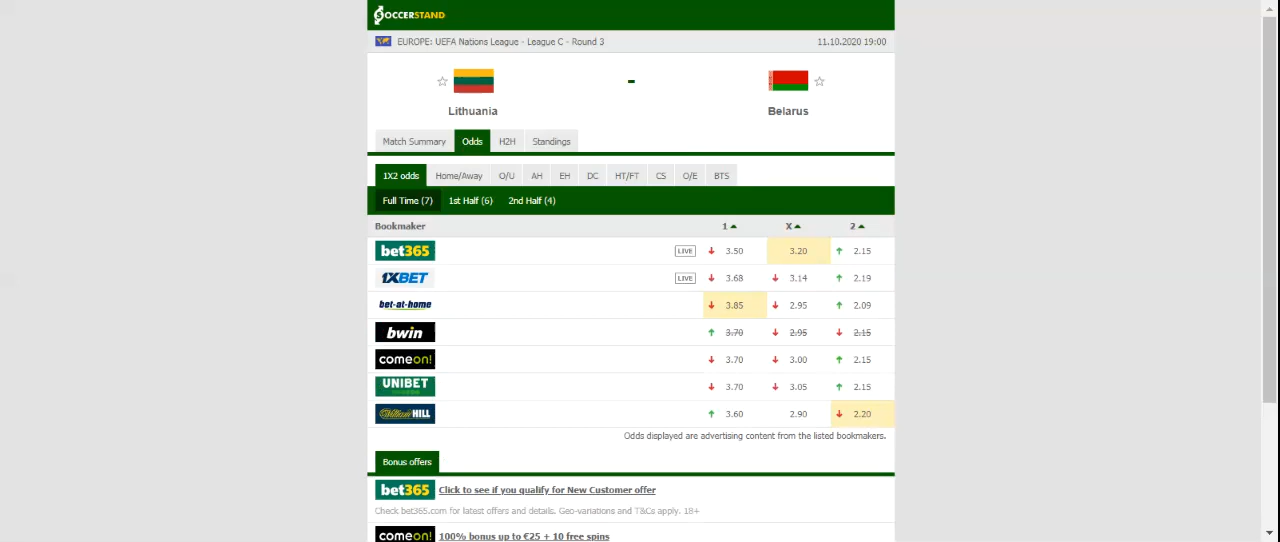 SOCCERSTAND
EUROPE: UEFA Nations League - League C - Round 3 11.10.2020 19:00
-
Lithuania Belarus
Match Summary Odds H2H Standings
1X2 odds Home/Away O/U AH EH DC HT/FT CS O/E BTS
Full Time (7) 1st Half (6) 2nd Half (4)
Bookmaker 1 X 2
bet365 LIVE 3.50 3.20 2.15
1XBET LIVE 3.68 3.14 2.19
bet-at-home 3.85 2.95 2.09
bwin 3.70 2.95 2.15
comeon! 3.70 3.00 2.15
UNIBET 3.70 3.05 2.15
William HILL 3.60 2.90 2.20
Odds displayed are advertising content from the listed bookmakers.
Bonus offers
bet365 Click to see if you qualify for New Customer offer
Check bet365.com for latest offers and details. Geo-variations and T&Cs apply. 18+
comeon! 100% bonus up to €25 + 10 free spins